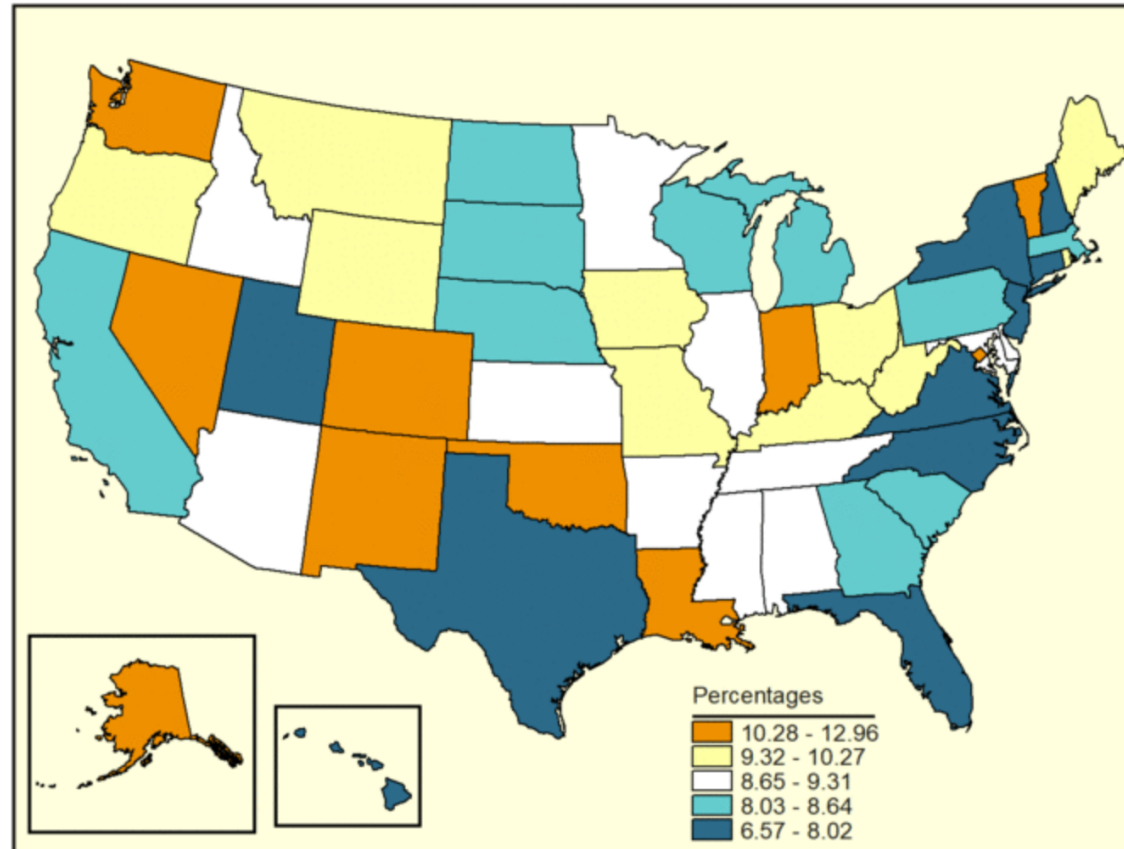 Percentages
10.28 - 12.96
9.32 - 10.27
8.65 - 9.31
8.03 - 8.64
6.57 - 8.02